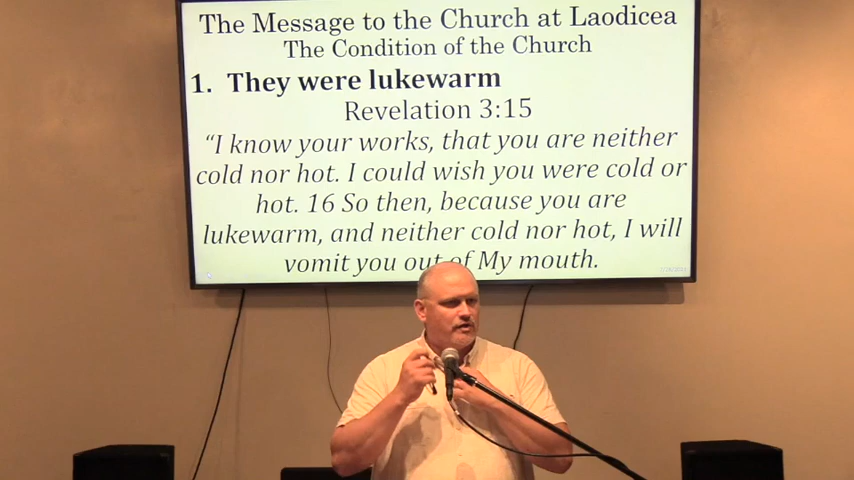 The Message to the Church at Laodicea
The Condition of the Church
1. They were lukewarm
Revelation 3:15
“I know your works, that you are neither
cold nor hot. I could wish you were cold or
hot. 16 So then, because you are
lukewarm, and neither cold nor hot, I will
vomit you out of My mouth.